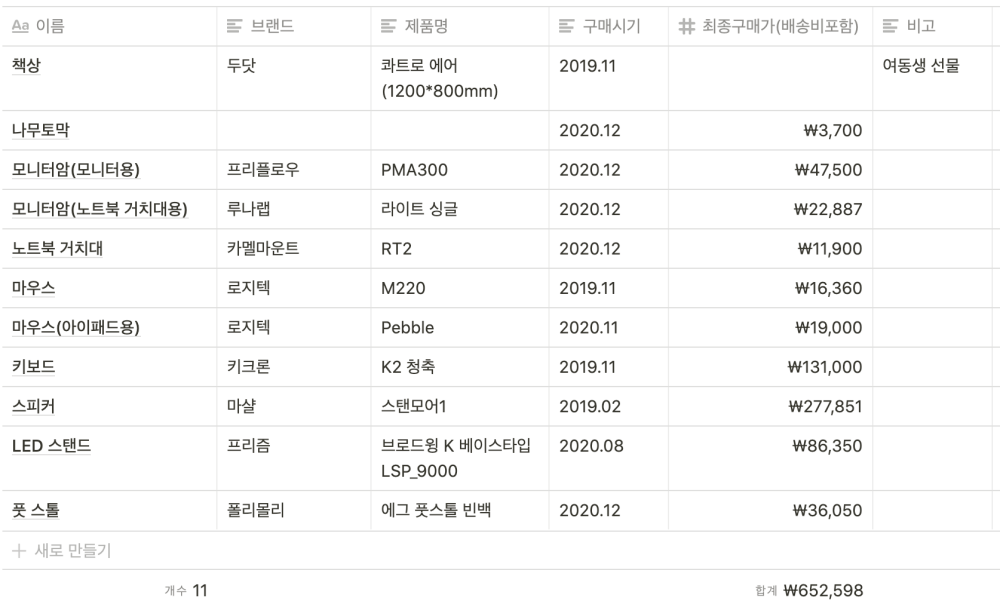 Aa 이름 브랜드 제품명 구매시기 # 최종구매가(배송비포함) 비고
책상 두닷 콰트로 에어 2019.11 여동생 선물
(1200*800mm)
나무토막 2020.12 ₩3,700
모니터암(모니터용) 프리플로우 PMA300 2020.12 ₩47,500
모니터암(노트북 거치대용) 루나랩 라이트 싱글 2020.12 ₩22,887
노트북 거치대 카멜마운트 RT2 2020.12 ₩11,900
마우스 로지텍 M220 2019.11 ₩16,360
마우스(아이패드용) 로지텍 Pebble 2020.11 ₩19,000
키보드 키크론 K2 청축 2019.11 ₩131,000
스피커 마샬 스탠모어1 2019.02 ₩277,851
LED 스탠드 프리즘 브로드윙 K 베이스타입 2020.08 ₩86,350
LSP_9000
풋 스톨 폴리몰리 에그 풋스톨 빈백 2020.12 ₩36,050
+ 새로 만들기
개수 11 합계 ₩652,598